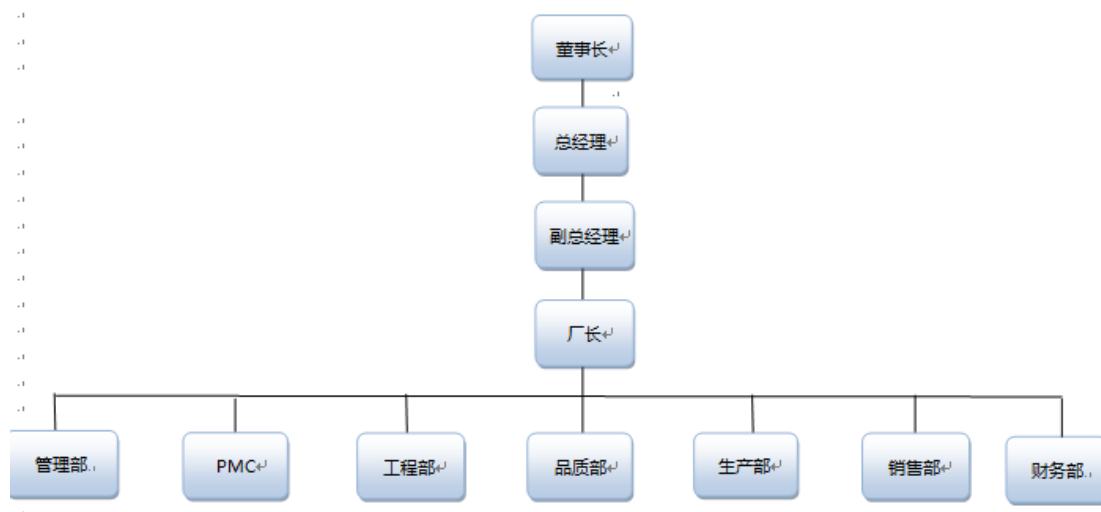 董事长
总经理
副总经理
厂长
管理部
PMC
工程部
品质部
生产部
销售部
财务部